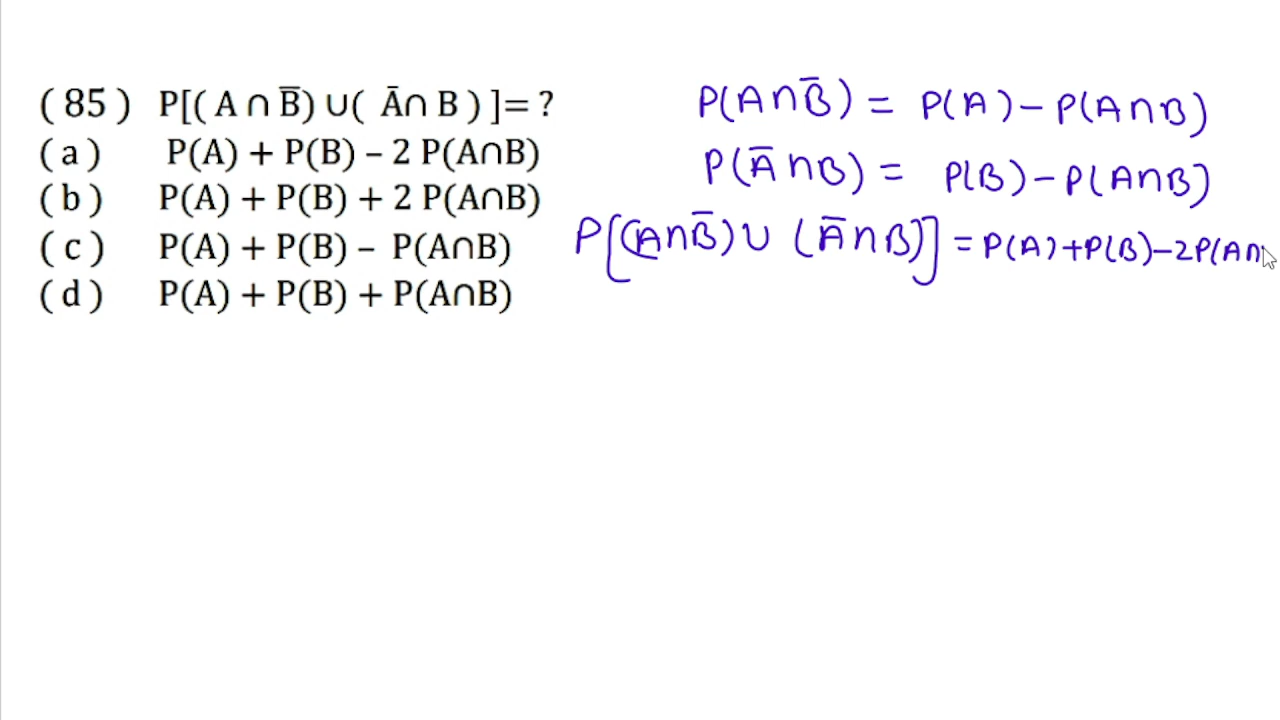 ( 85 ) P[( A ∩ B̅) ∪( Ā∩ B ) ]= ?
( a ) P(A) + P(B) – 2 P(A∩B)
( b ) P(A) + P(B) + 2 P(A∩B)
( c ) P(A) + P(B) – P(A∩B)
( d ) P(A) + P(B) + P(A∩B)
P(A∩B̅) = P(A) – P(A∩B)
P(A̅∩B) = P(B) – P(A∩B)
P[(A∩B̅) ∪ (A̅∩B)] = P(A) + P(B) – 2P(A∩